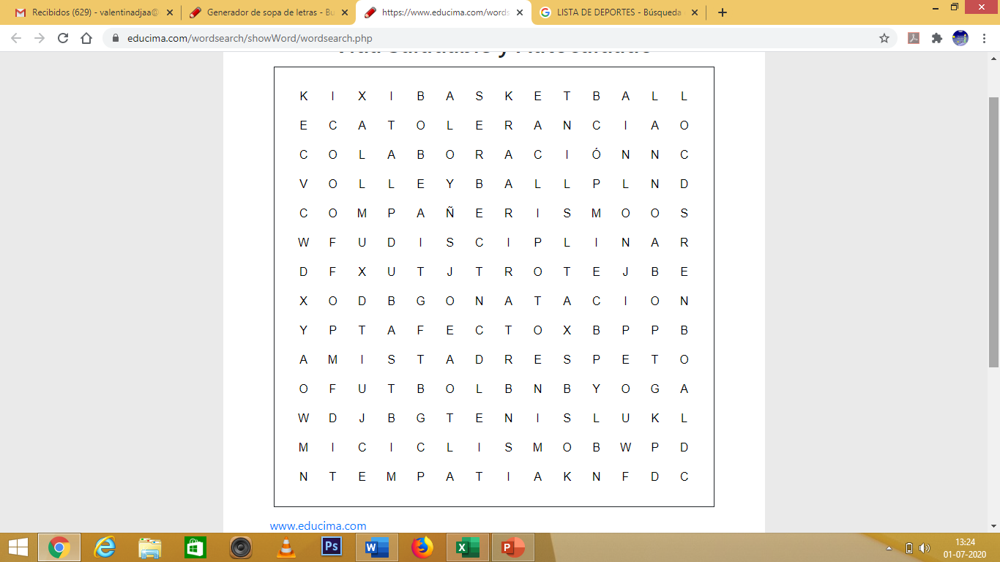 Recibidos (629) - valentinadjaa@
Generador de sopa de letras - Bu
https://www.educima.com/words
LISTA DE DEPORTES - Búsqueda
educima.com/wordsearch/showWord/wordsearch.php
K I X I B A S K E T B A L L
E C A T O L E R A N C I A O
C O L A B O R A C I Ó N N C
V O L L E Y B A L L P L N D
C O M P A Ñ E R I S M O O S
W F U D I S C I P L I N A R
D F X U T J T R O T E J B E
X O D B G O N A T A C I O N
Y P T A F E C T O X B P P B
A M I S T A D R E S P E T O
O F U T B O L B N B Y O G A
W D J B G T E N I S L U K L
M I C I C L I S M O B W P D
N T E M P A T I A K N F D C
www.educima.com
13:24
01-07-2020